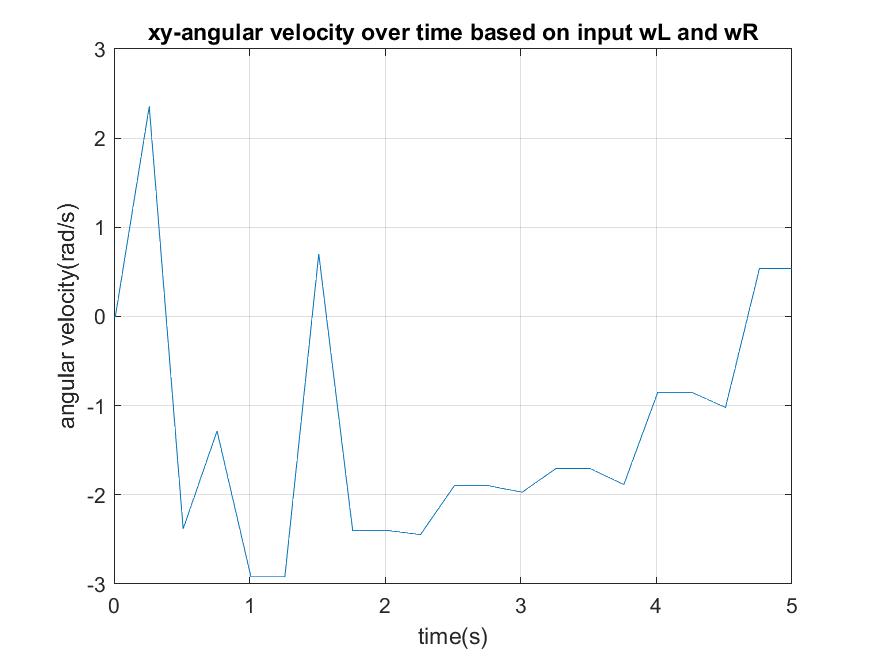 xy-angular velocity over time based on input wL and wR
3
2
1
0
-1
-2
-3
angular velocity(rad/s)
0 1 2 3 4 5
time(s)